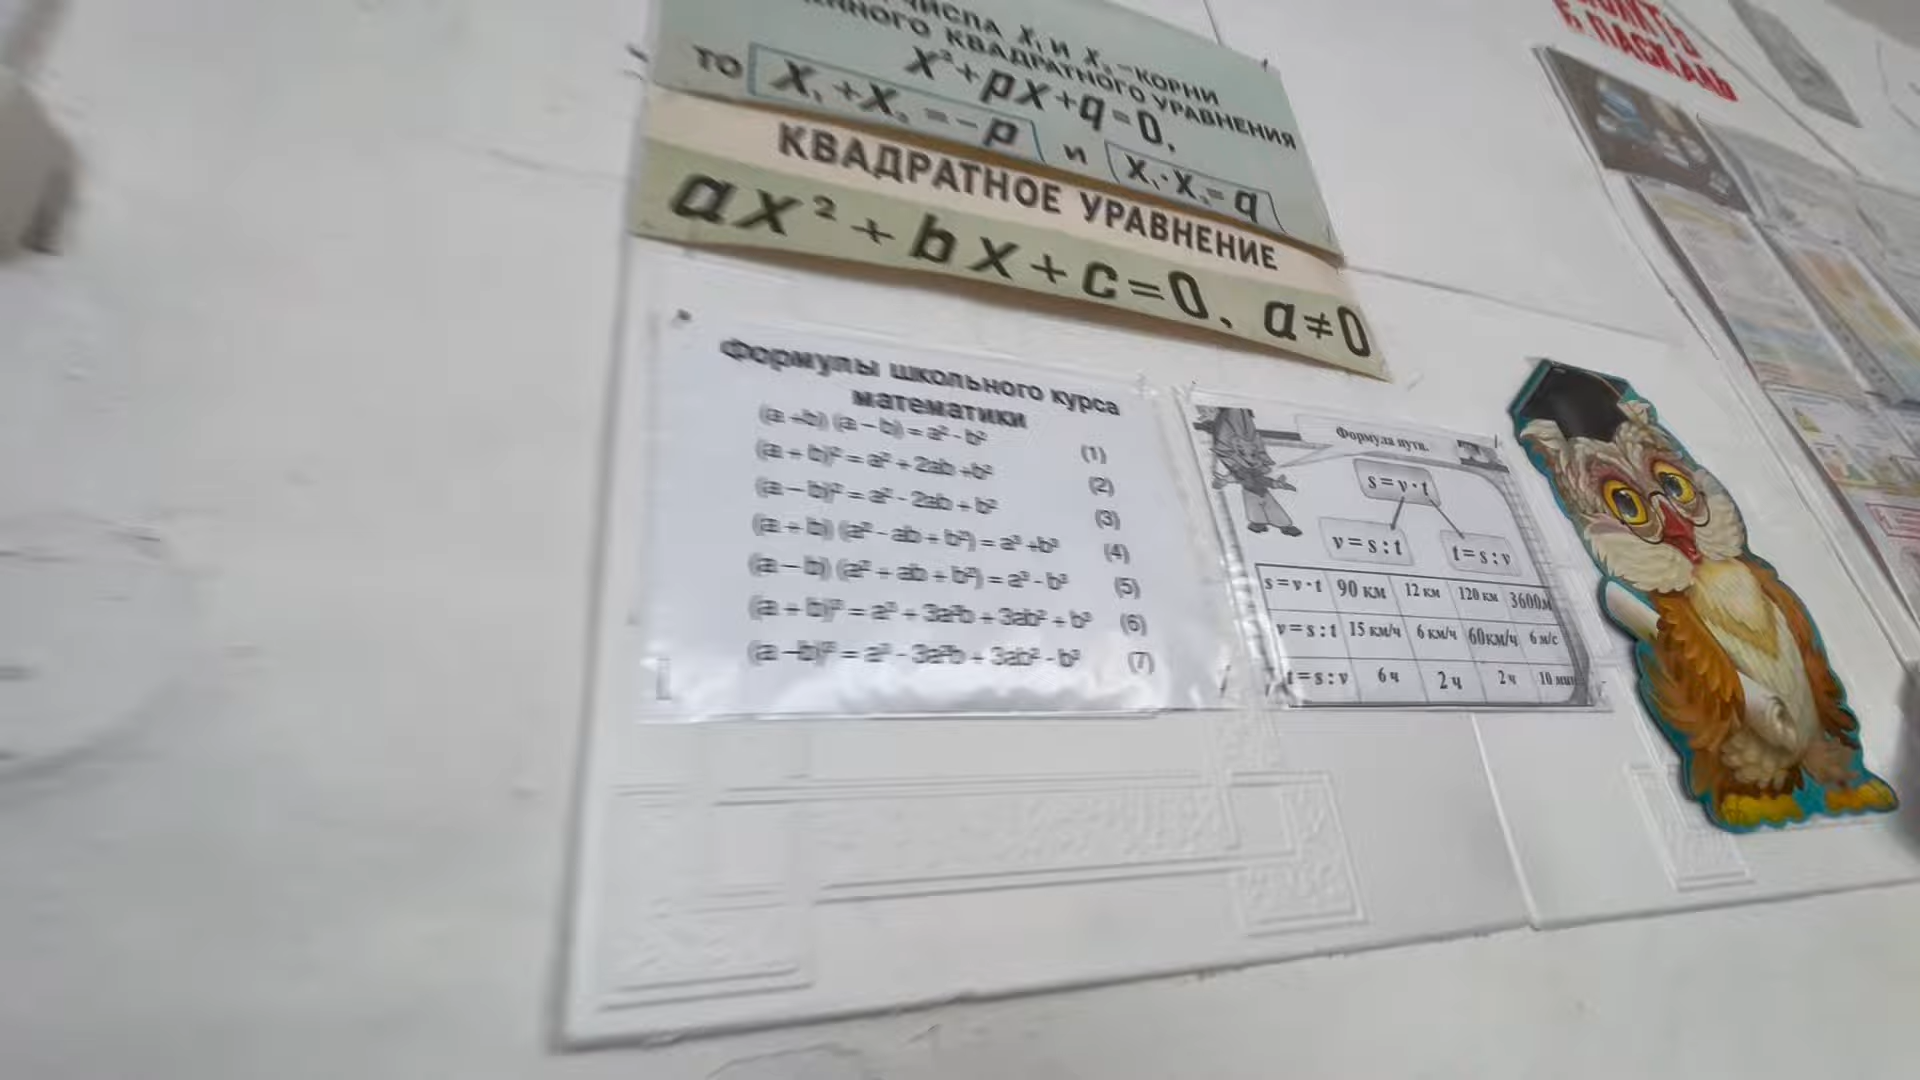 ЧИСЛА X₁ И X₂ – КОРНИ
КВАДРАТНОГО УРАВНЕНИЯ
x²+px+q=0,
ТО X₁+X₂=-p И X₁·X₂=q
КВАДРАТНОЕ УРАВНЕНИЕ
ax²+bx+c=0, a≠0
Формулы школьного курса
математики
(a+b) (a – b) = a² - b² (1)
(a + b)² = a² + 2ab +b² (2)
(a – b)² = a² - 2ab + b² (3)
(a + b) (a² - ab + b²) = a³ +b³ (4)
(a – b) (a² + ab + b²) = a³ - b³ (5)
(a + b)³ = a³ + 3a²b + 3ab² + b³ (6)
(a –b)³ = a³ - 3a²b + 3ab² - b³ (7)
Формула пути.
s = v · t
v = s : t t = s : v
s = v · t 90 км 12 км 120 км 3600м
v = s : t 15 км/ч 6 км/ч 60км/ч 6 м/с
t = s : v 6 ч 2 ч 2 ч 10 мин
ПАСКАЛЬ